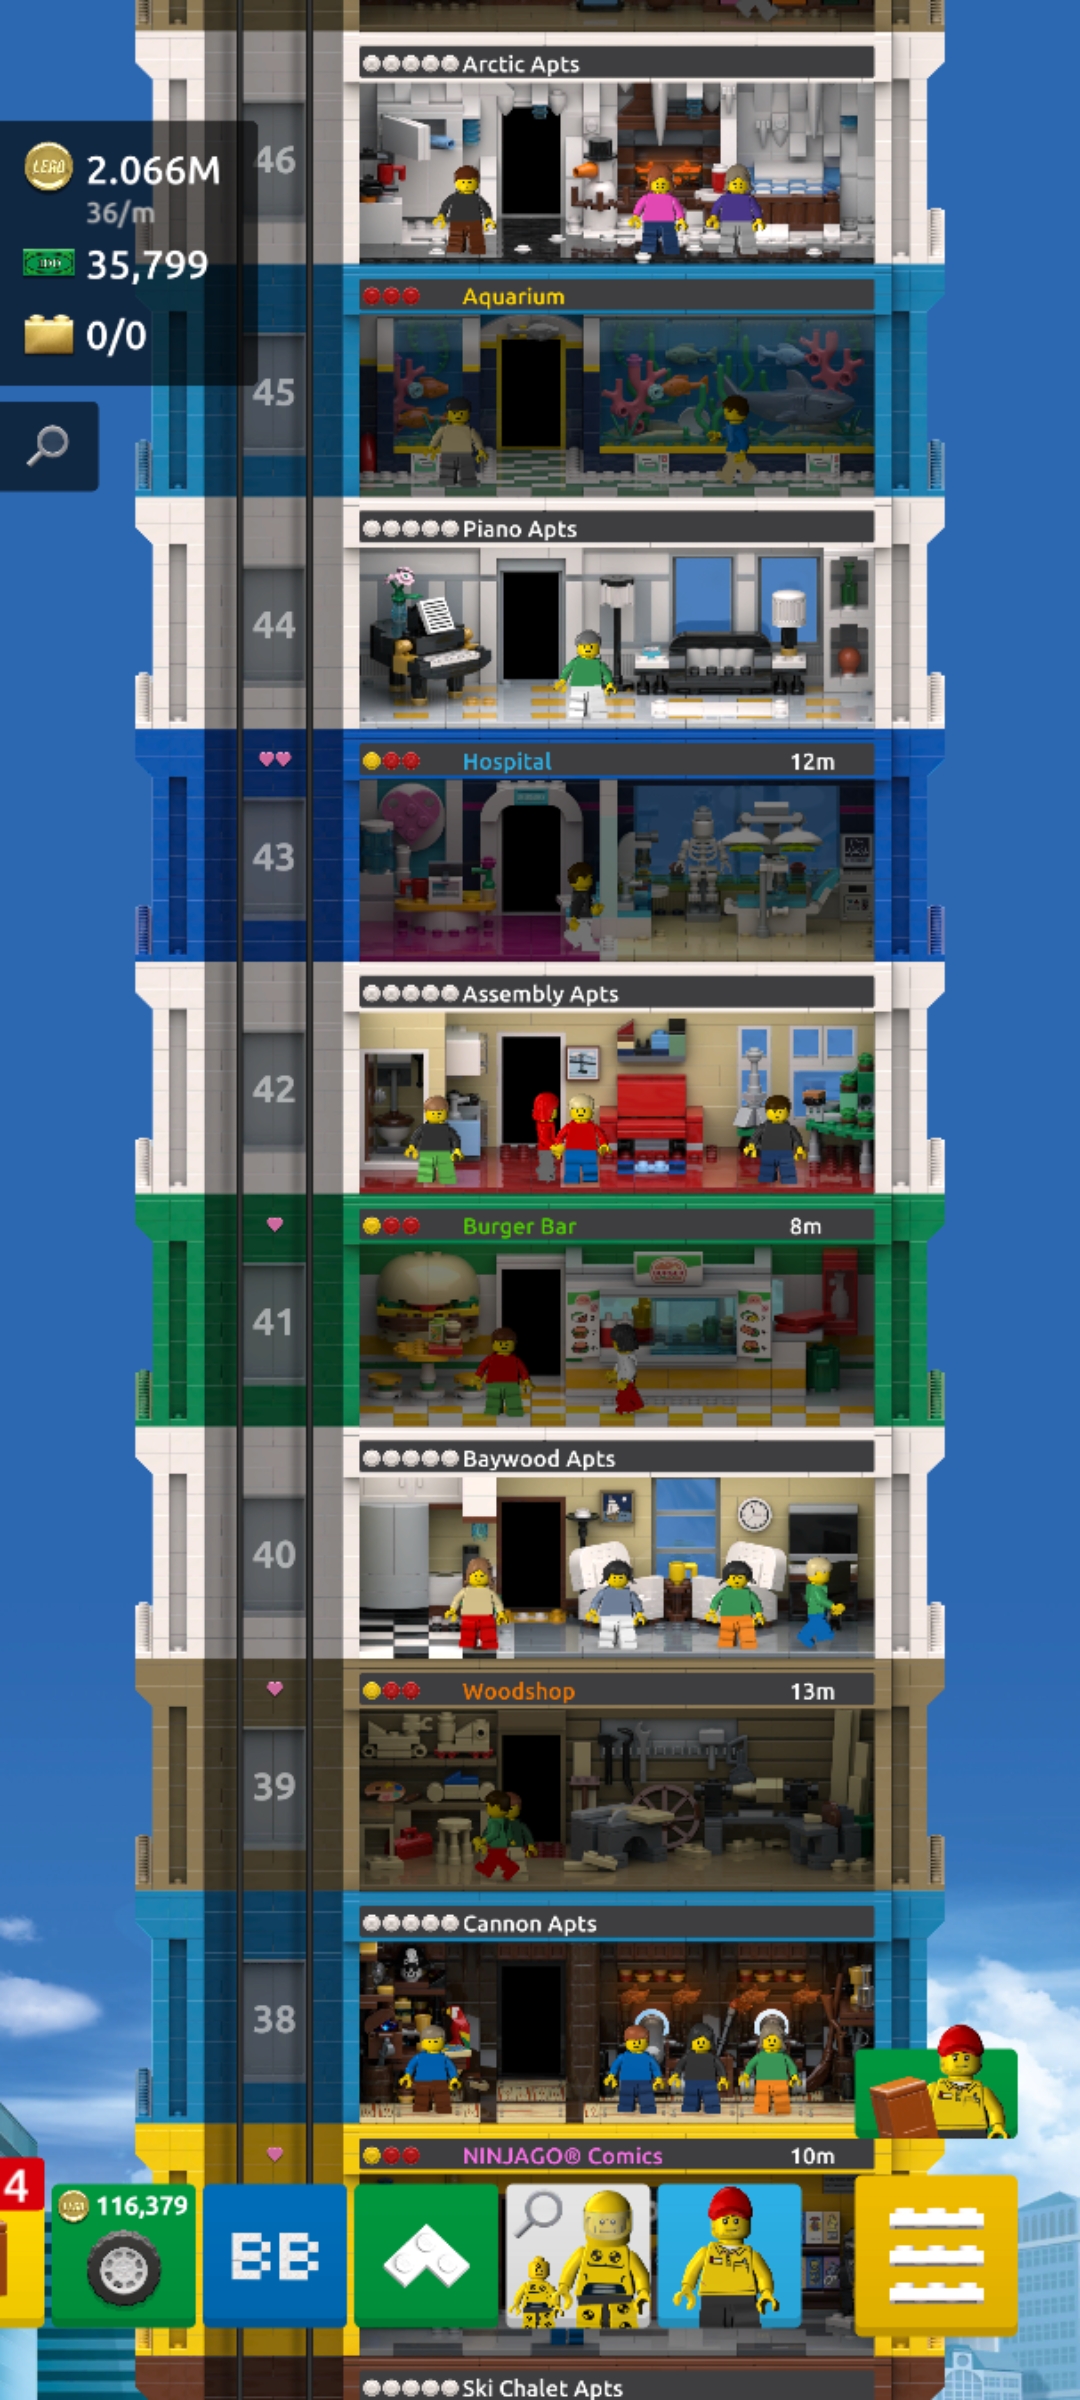 Arctic Apts
46
LEGO 2.066M
36/m
35,799
0/0
Aquarium
45
Piano Apts
44
Hospital 12m
43
Assembly Apts
42
Burger Bar 8m
41
Baywood Apts
40
Woodshop 13m
39
Cannon Apts
38
NINJAGO® Comics 10m
4
116,379
BB
Ski Chalet Apts